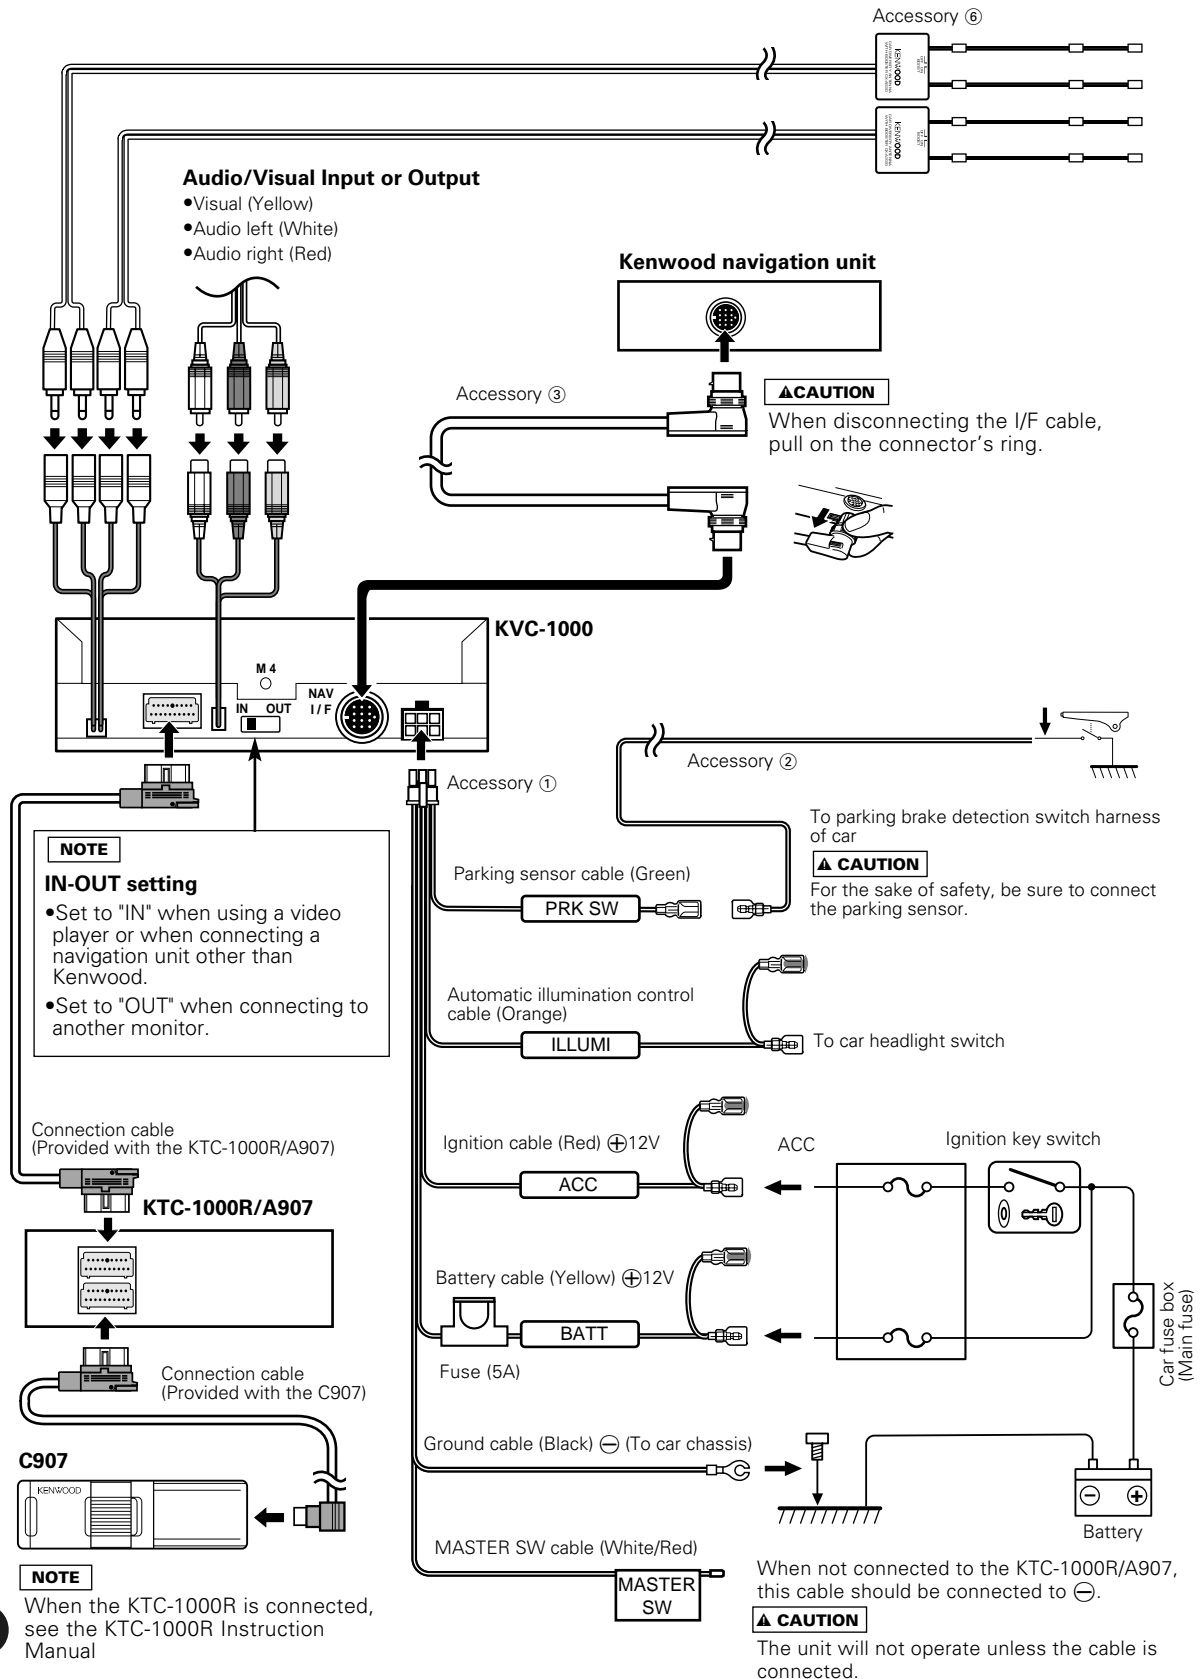 Accessory ⑥
KENWOOD
KENWOOD
Audio/Visual Input or Output
•Visual (Yellow)
•Audio left (White)
•Audio right (Red)
Kenwood navigation unit
Accessory ③
CAUTION
When disconnecting the I/F cable,
pull on the connector's ring.
KVC-1000
M 4
IN OUT
NAV
I / F
Accessory ①
Accessory ②
To parking brake detection switch harness
of car
CAUTION
For the sake of safety, be sure to connect
the parking sensor.
NOTE
IN-OUT setting
•Set to "IN" when using a video
player or when connecting a
navigation unit other than
Kenwood.
•Set to "OUT" when connecting to
another monitor.
Parking sensor cable (Green)
PRK SW
Automatic illumination control
cable (Orange)
ILLUMI
To car headlight switch
Connection cable
(Provided with the KTC-1000R/A907)
KTC-1000R/A907
Ignition cable (Red) ⊕12V
ACC
ACC
Ignition key switch
Battery cable (Yellow) ⊕12V
BATT
Fuse (5A)
Car fuse box
(Main fuse)
Connection cable
(Provided with the C907)
C907
KENWOOD
Ground cable (Black) ⊖ (To car chassis)
Battery
MASTER SW cable (White/Red)
MASTER
SW
When not connected to the KTC-1000R/A907,
this cable should be connected to ⊖.
CAUTION
The unit will not operate unless the cable is
connected.
NOTE
When the KTC-1000R is connected,
see the KTC-1000R Instruction
Manual